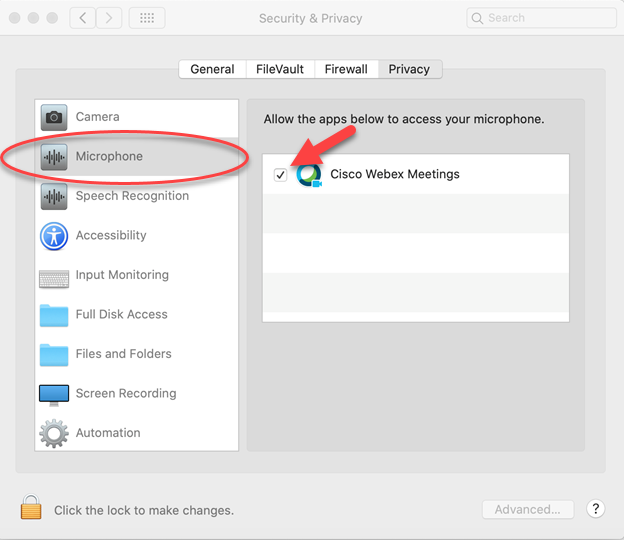 Security & Privacy
Search
General
FileVault
Firewall
Privacy
Camera
Microphone
Speech Recognition
Accessibility
Input Monitoring
Full Disk Access
Files and Folders
Screen Recording
Automation
Allow the apps below to access your microphone.
Cisco Webex Meetings
Click the lock to make changes.
Advanced...
?